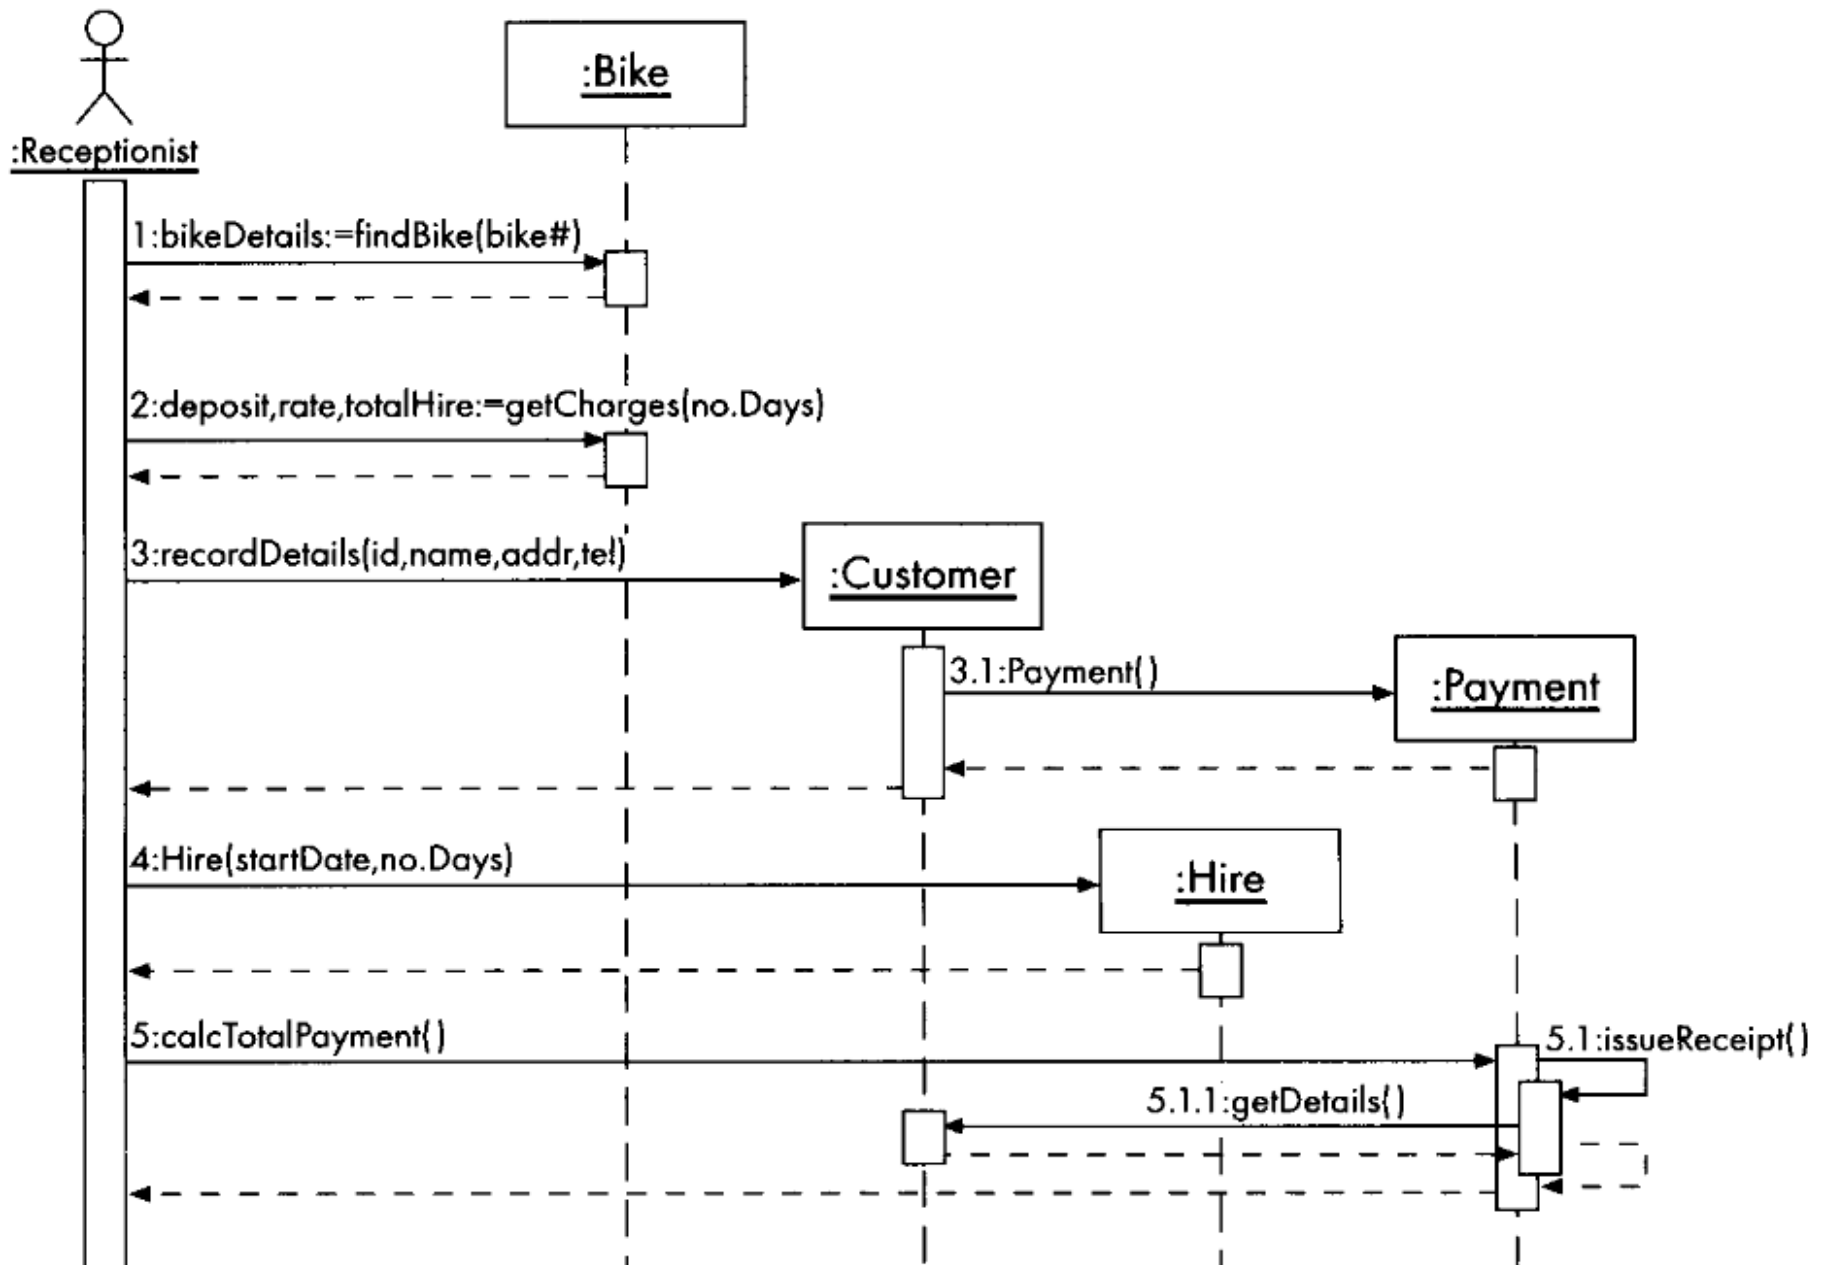 :Bike
:Receptionist
1:bikeDetails:=findBike(bike#)
2:deposit,rate,totalHire:=getCharges(no.Days)
3:recordDetails(id,name,addr,tel)
:Customer
3.1:Payment()
:Payment
4:Hire(startDate,no.Days)
:Hire
5:calcTotalPayment()
5.1:issueReceipt()
5.1.1:getDetails()